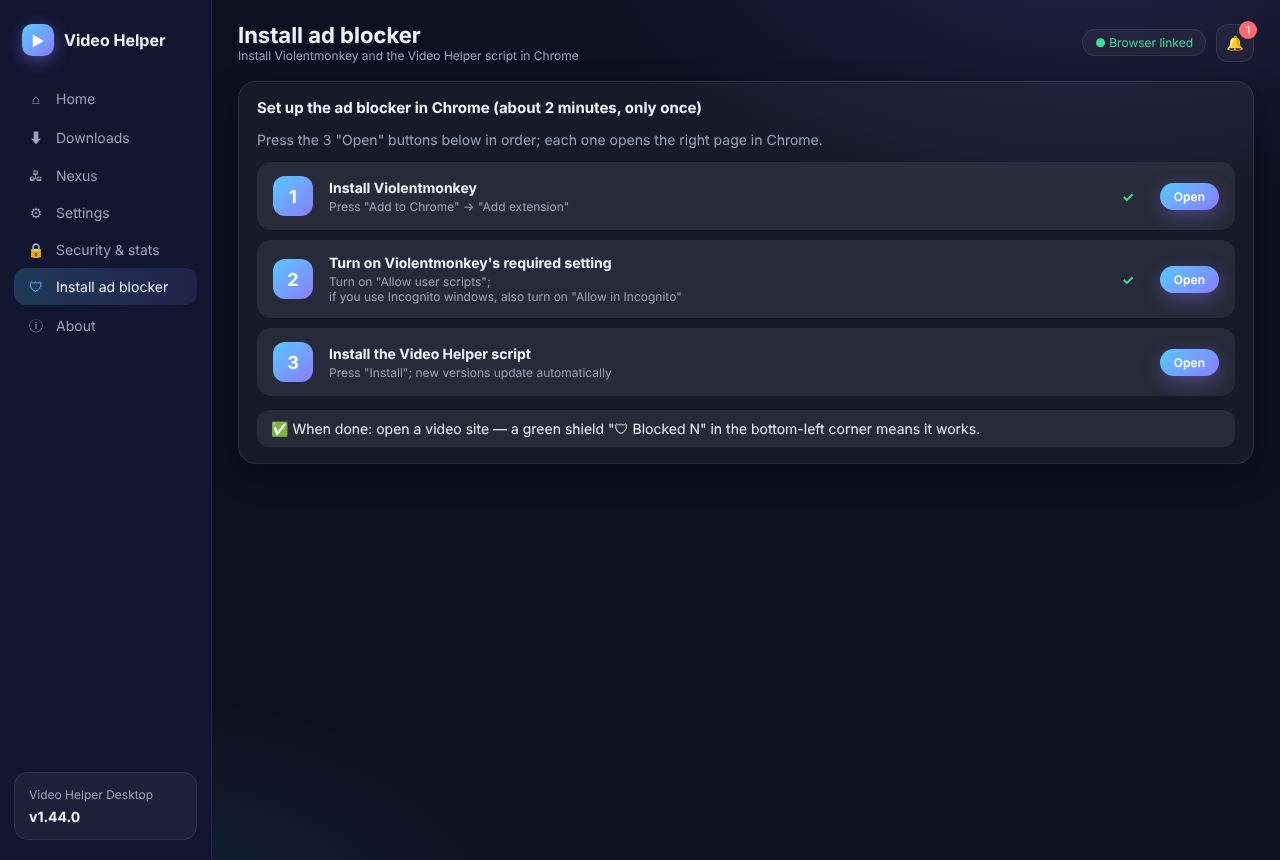 Video Helper
Home
Downloads
Nexus
Settings
Security & stats
Install ad blocker
About
Video Helper Desktop
v1.44.0
Install ad blocker
Install Violentmonkey and the Video Helper script in Chrome
Browser linked
1
Set up the ad blocker in Chrome (about 2 minutes, only once)
Press the 3 "Open" buttons below in order; each one opens the right page in Chrome.
1
Install Violentmonkey
Press "Add to Chrome" → "Add extension"
✓
Open
2
Turn on Violentmonkey's required setting
Turn on "Allow user scripts";
if you use Incognito windows, also turn on "Allow in Incognito"
✓
Open
3
Install the Video Helper script
Press "Install"; new versions update automatically
Open
✅ When done: open a video site — a green shield "🛡 Blocked N" in the bottom-left corner means it works.